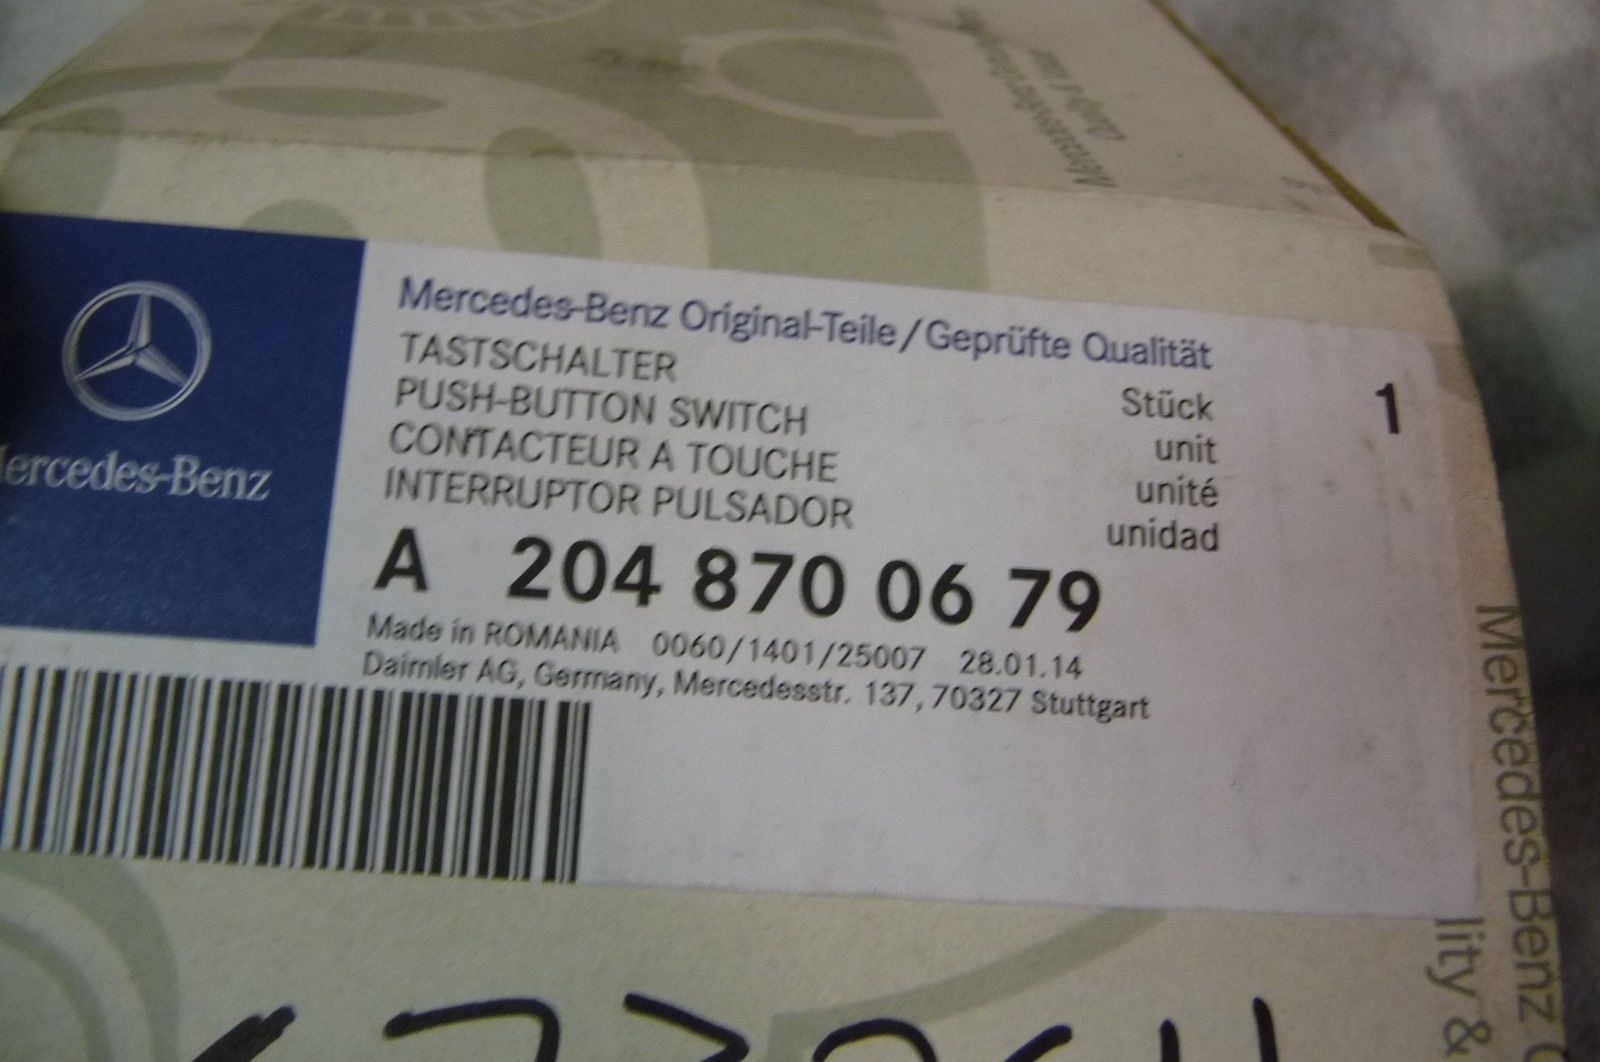 Mercedes-Benz
Mercedes-Benz Original-Teile / Geprüfte Qualität
TASTSCHALTER
PUSH-BUTTON SWITCH
CONTACTEUR A TOUCHE
INTERRUPTOR PULSADOR
Stück 1
unit
unité
unidad
A 204 870 06 79
Made in ROMANIA 0060/1401/25007 28.01.14
Daimler AG, Germany, Mercedesstr. 137, 70327 Stuttgart
Mercedes-Benz
lity &